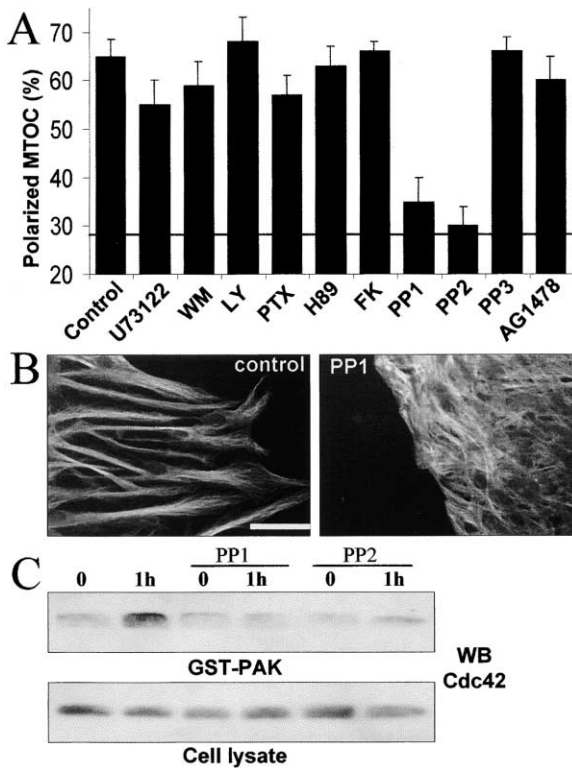 A
Polarized MTOC (%)
70
60
50
40
30
20
Control
U73122
WM
LY
PTX
H89
FK
PP1
PP2
PP3
AG1478
B
control
PP1
C
PP1
PP2
0
1h
0
1h
0
1h
GST-PAK
WB
Cdc42
Cell lysate